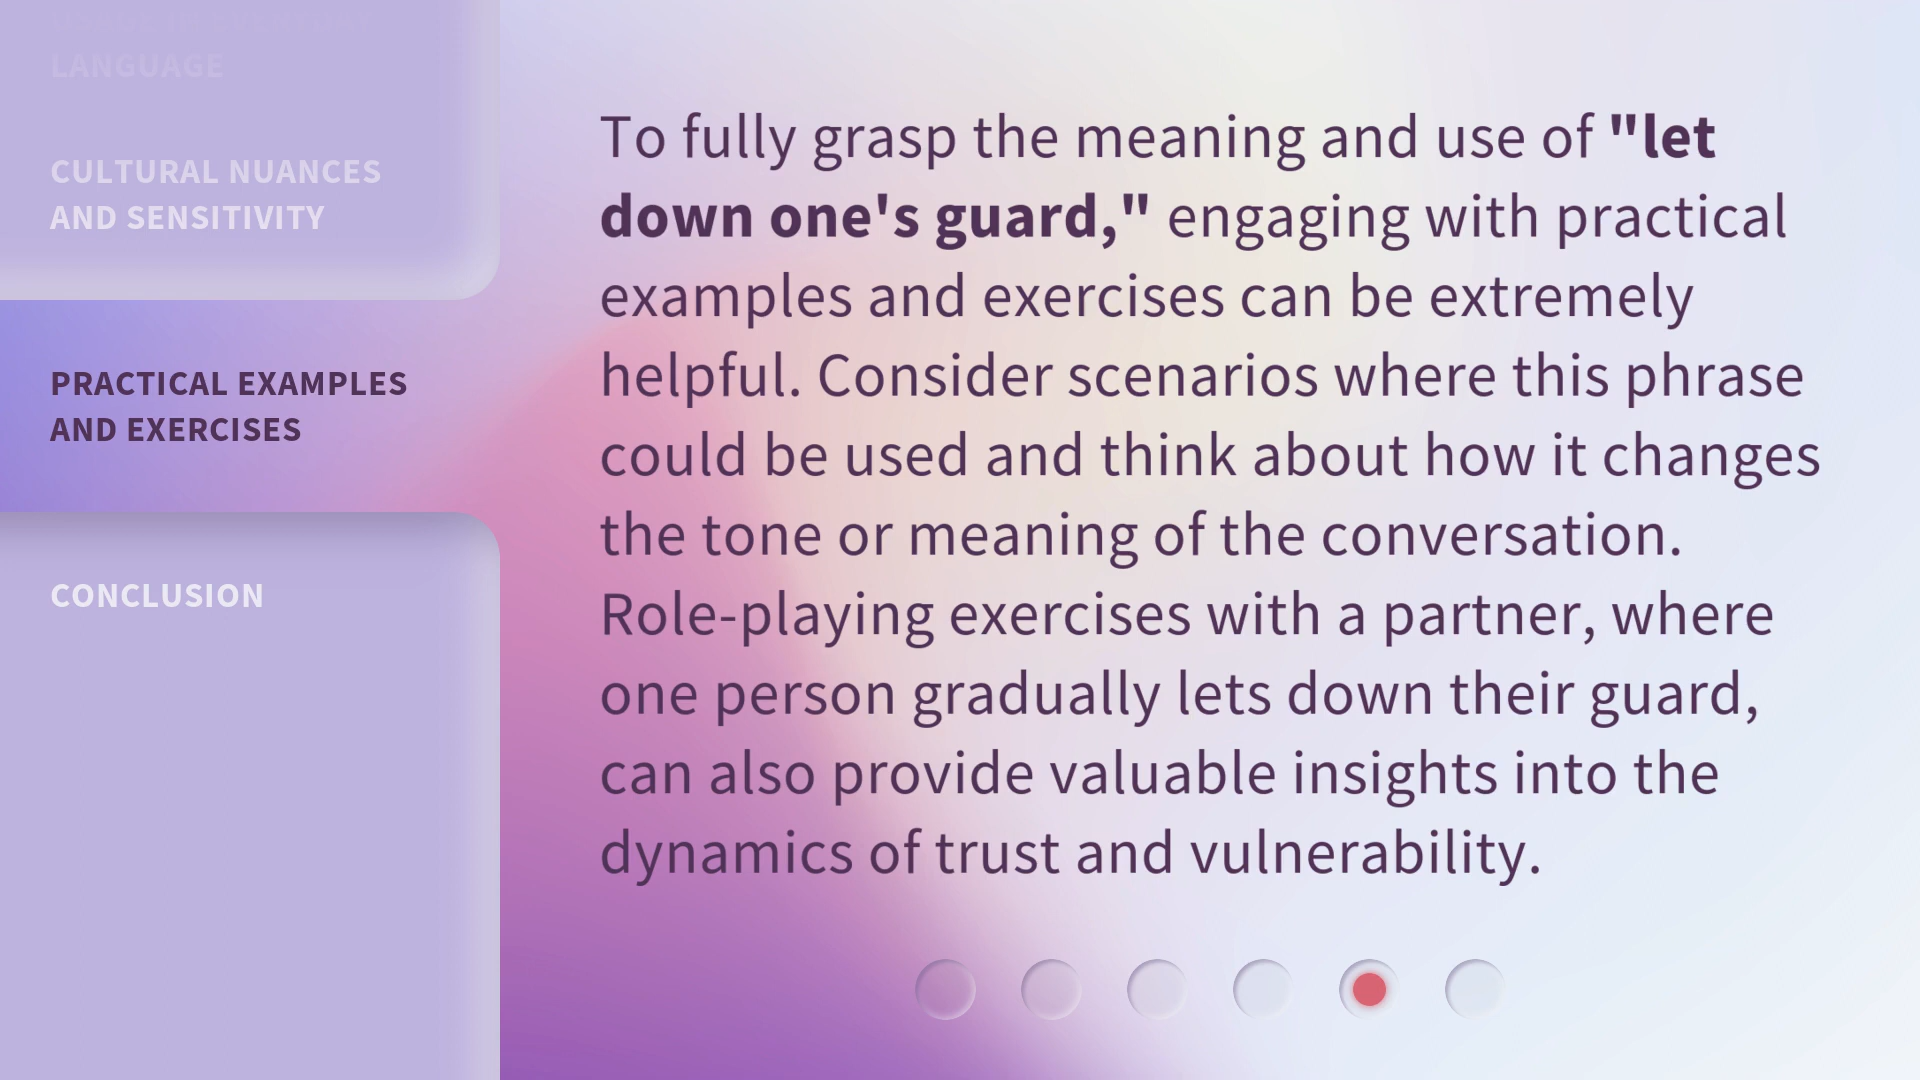 LANGUAGE
CULTURAL NUANCES
AND SENSITIVITY
PRACTICAL EXAMPLES
AND EXERCISES
CONCLUSION
To fully grasp the meaning and use of "let
down one's guard," engaging with practical
examples and exercises can be extremely
helpful. Consider scenarios where this phrase
could be used and think about how it changes
the tone or meaning of the conversation.
Role-playing exercises with a partner, where
one person gradually lets down their guard,
can also provide valuable insights into the
dynamics of trust and vulnerability.